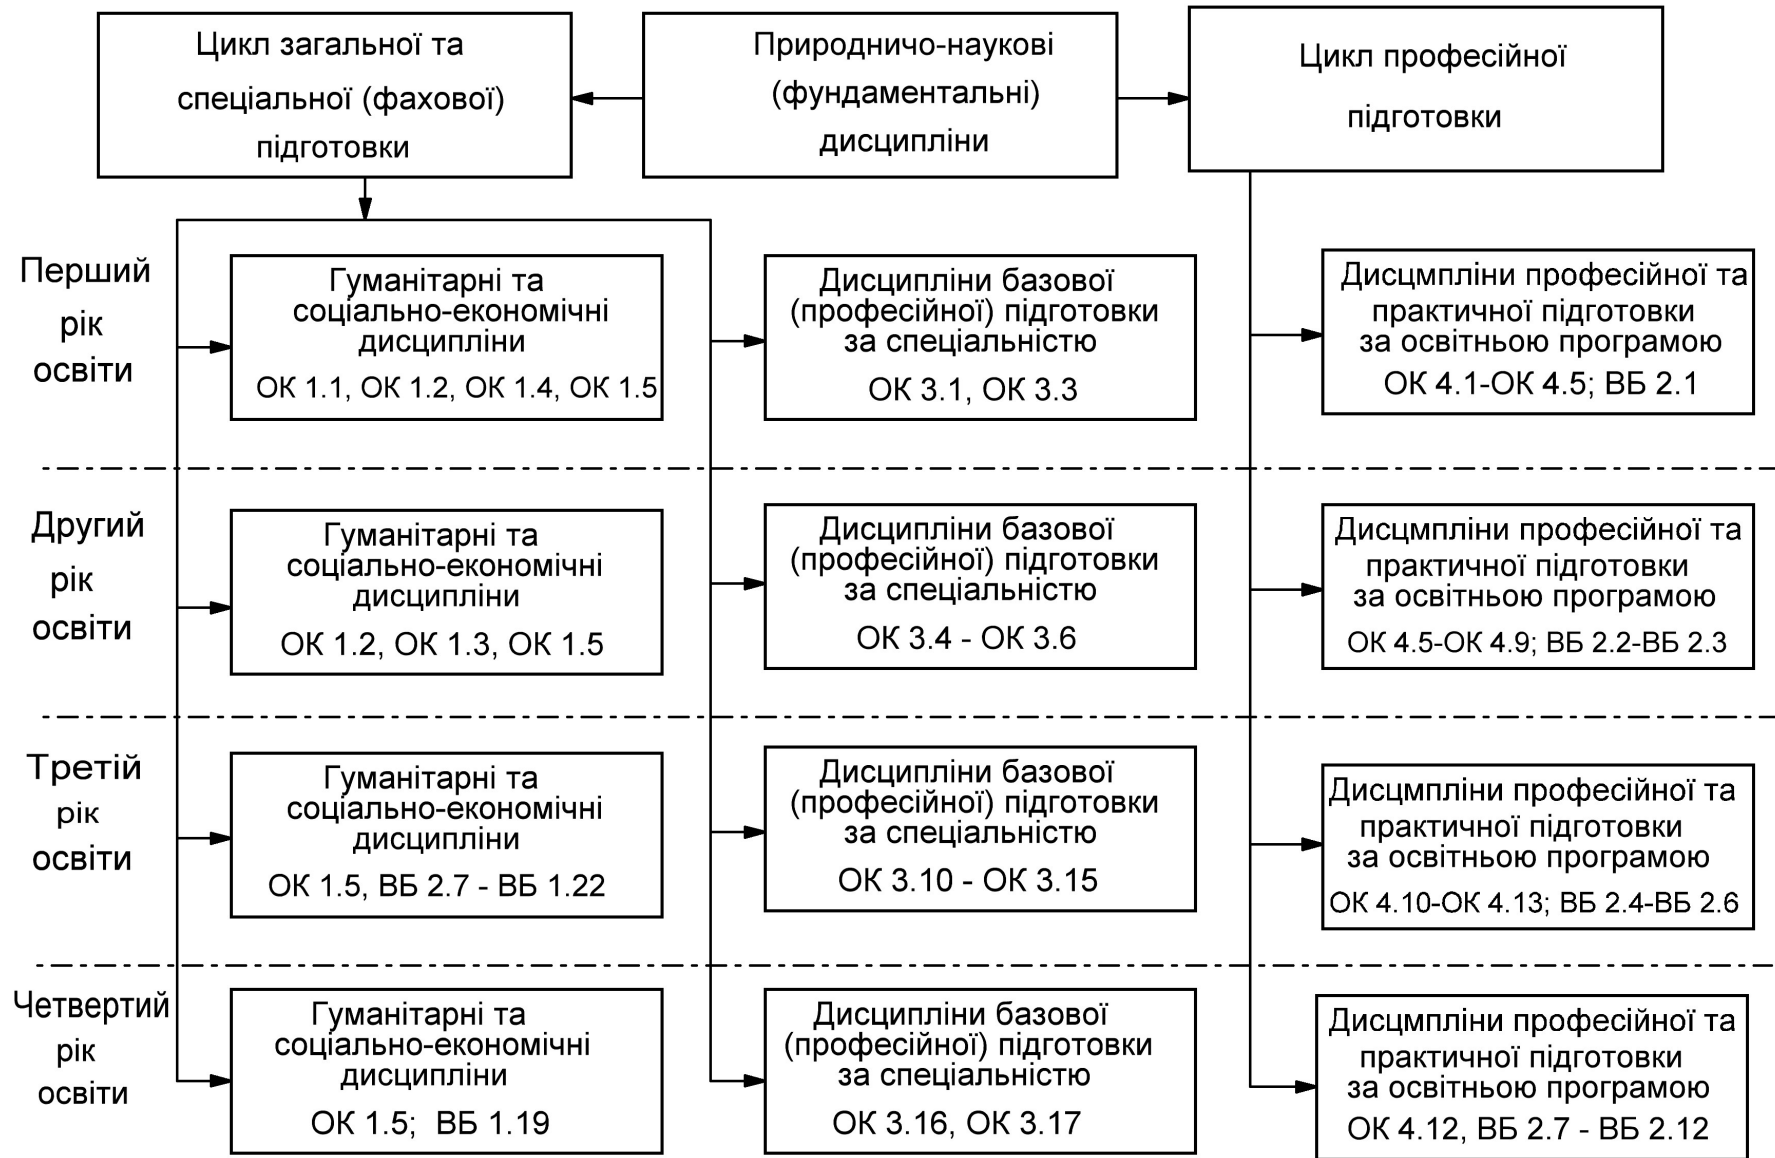 Цикл загальної та
спеціальної (фахової)
підготовки
Природничо-наукові
(фундаментальні)
дисципліни
Цикл професійної
підготовки
Перший
рік
освіти
Гуманітарні та
соціально-економічні
дисципліни
ОК 1.1, ОК 1.2, ОК 1.4, ОК 1.5
Дисципліни базової
(професійної) підготовки
за спеціальністю
ОК 3.1, ОК 3.3
Дисцмпліни професійної та
практичної підготовки
за освітньою програмою
ОК 4.1-ОК 4.5; ВБ 2.1
Другий
рік
освіти
Гуманітарні та
соціально-економічні
дисципліни
ОК 1.2, ОК 1.3, ОК 1.5
Дисципліни базової
(професійної) підготовки
за спеціальністю
ОК 3.4 - ОК 3.6
Дисцмпліни професійної та
практичної підготовки
за освітньою програмою
ОК 4.5-ОК 4.9; ВБ 2.2-ВБ 2.3
Третій
рік
освіти
Гуманітарні та
соціально-економічні
дисципліни
ОК 1.5, ВБ 2.7 - ВБ 1.22
Дисципліни базової
(професійної) підготовки
за спеціальністю
ОК 3.10 - ОК 3.15
Дисцмпліни професійної та
практичної підготовки
за освітньою програмою
ОК 4.10-ОК 4.13; ВБ 2.4-ВБ 2.6
Четвертий
рік
освіти
Гуманітарні та
соціально-економічні
дисципліни
ОК 1.5; ВБ 1.19
Дисципліни базової
(професійної) підготовки
за спеціальністю
ОК 3.16, ОК 3.17
Дисцмпліни професійної та
практичної підготовки
за освітньою програмою
ОК 4.12, ВБ 2.7 - ВБ 2.12